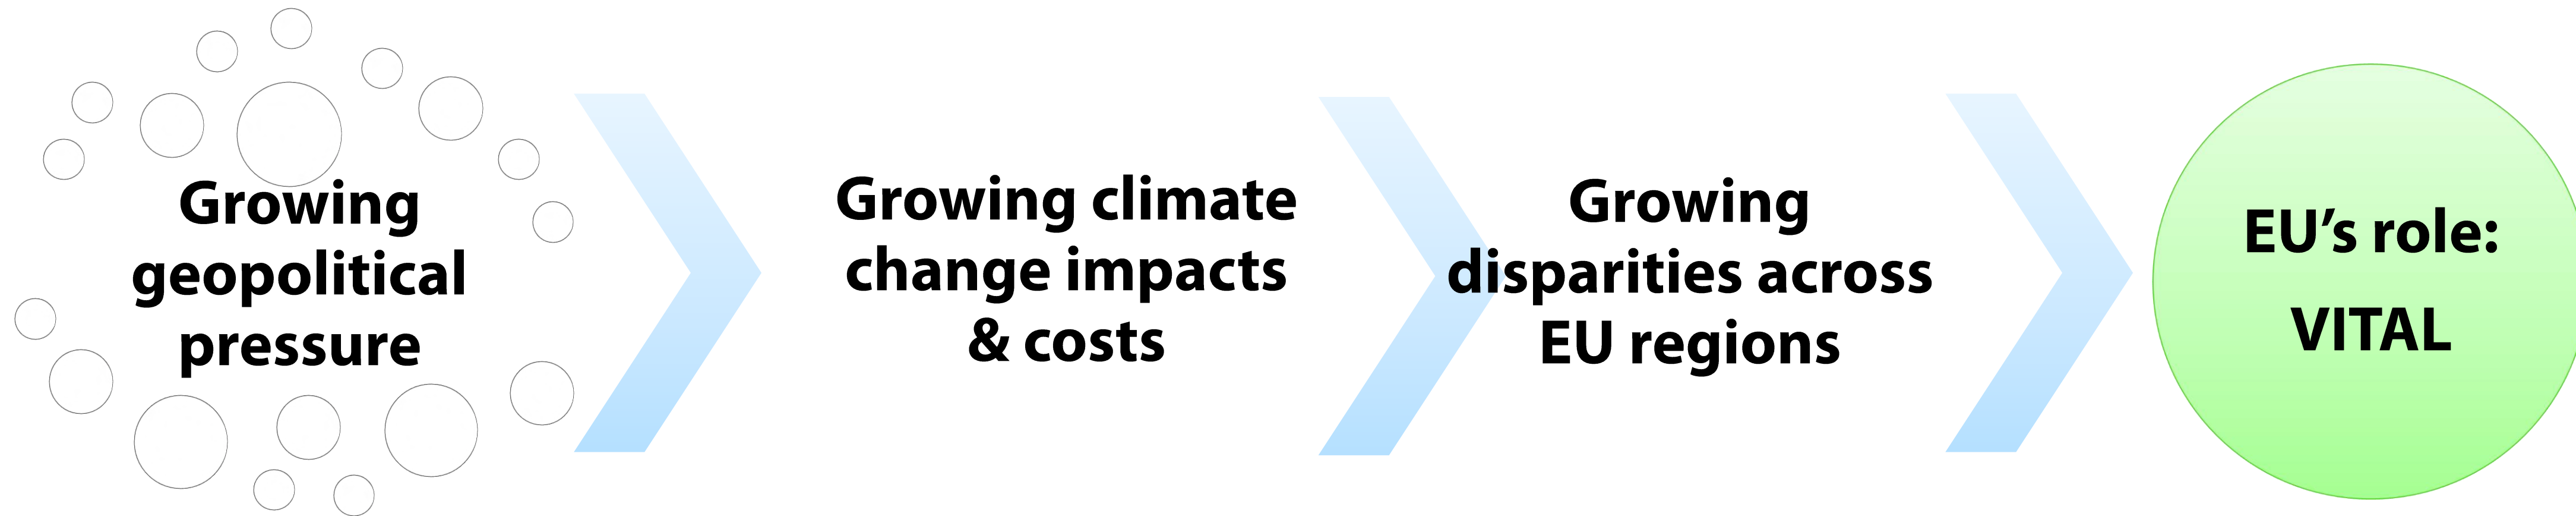 Growing
geopolitical
pressure
Growing climate
change impacts
& costs
Growing
disparities across
EU regions
EU’s role:
VITAL